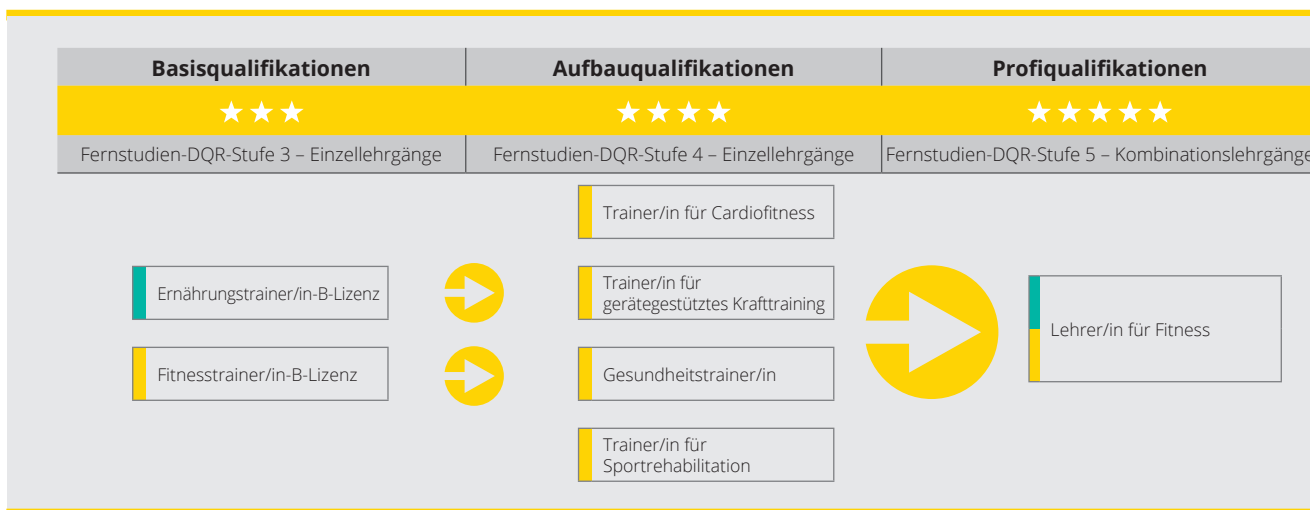 Basisqualifikationen
Aufbauqualifikationen
Profiqualifikationen
Fernstudien-DQR-Stufe 3 – Einzellehrgänge
Fernstudien-DQR-Stufe 4 – Einzellehrgänge
Fernstudien-DQR-Stufe 5 – Kombinationslehrgänge
Ernährungstrainer/in-B-Lizenz
Fitnesstrainer/in-B-Lizenz
Trainer/in für Cardiofitness
Trainer/in für
gerätegestütztes Krafttraining
Gesundheitstrainer/in
Trainer/in für
Sportrehabilitation
Lehrer/in für Fitness